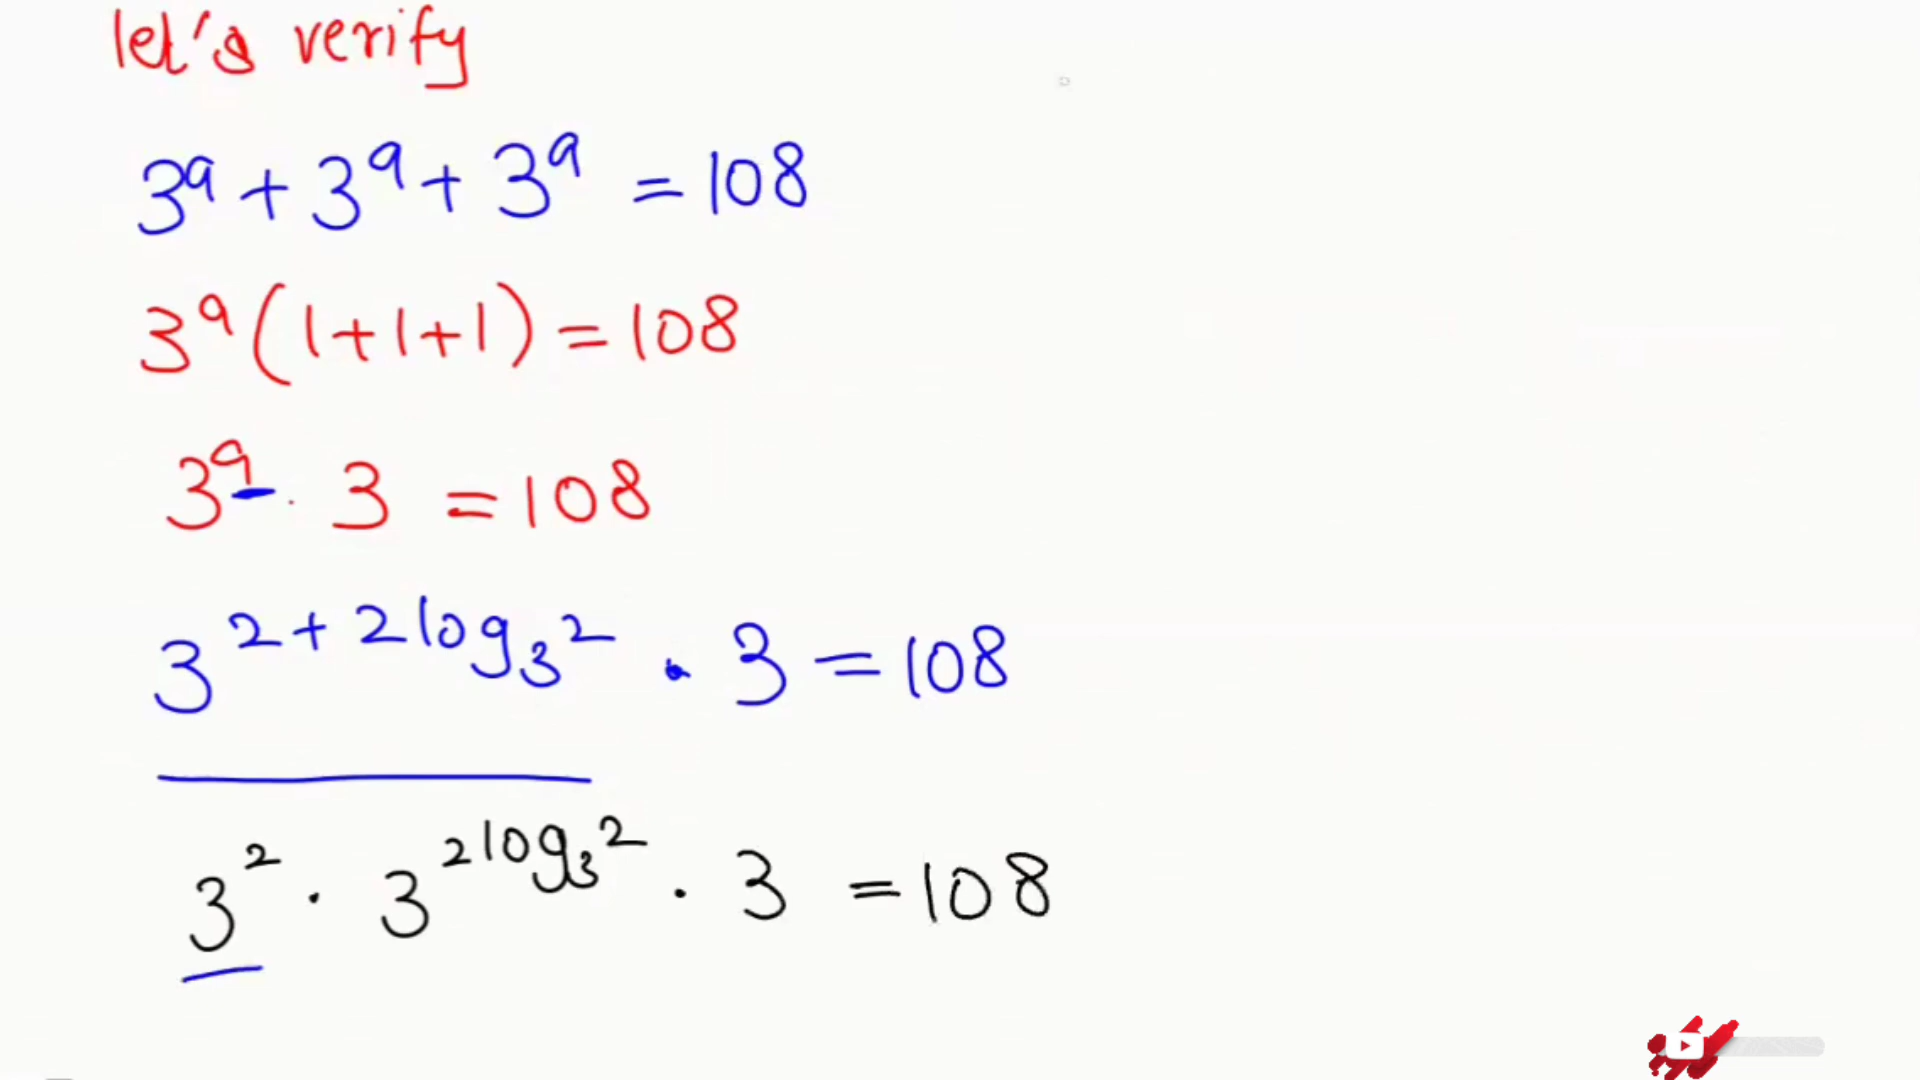 let's verify
3^a + 3^a + 3^a = 108
3^a (1+1+1) = 108
3^a . 3 = 108
3^{2+2log_3 2} . 3 = 108
3^2 . 3^{2log_3 2} . 3 = 108